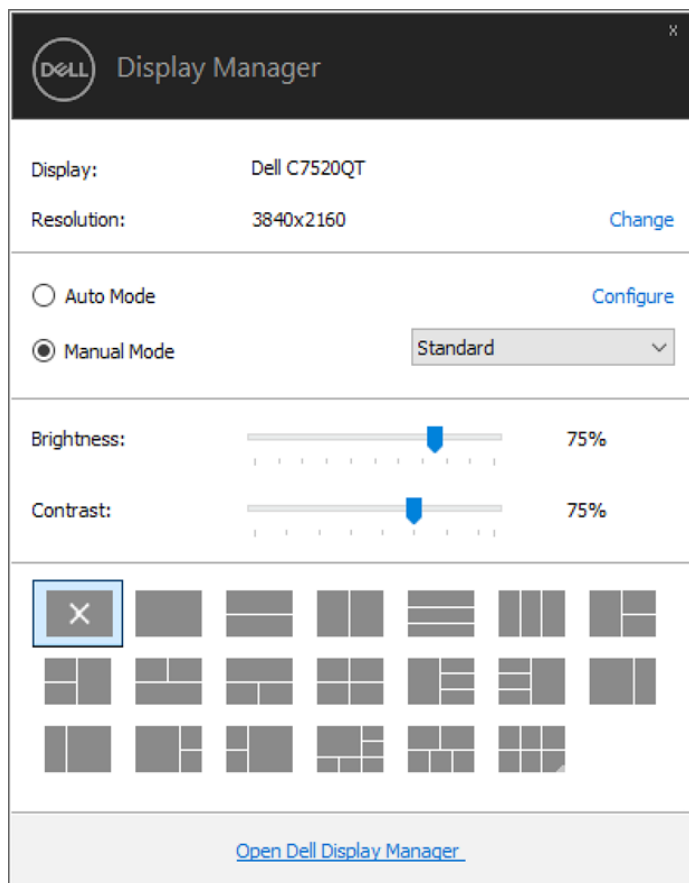 x
DELL Display Manager
Display: Dell C7520QT
Resolution: 3840x2160 Change
Auto Mode Configure
Manual Mode Standard
Brightness: 75%
Contrast: 75%
Open Dell Display Manager